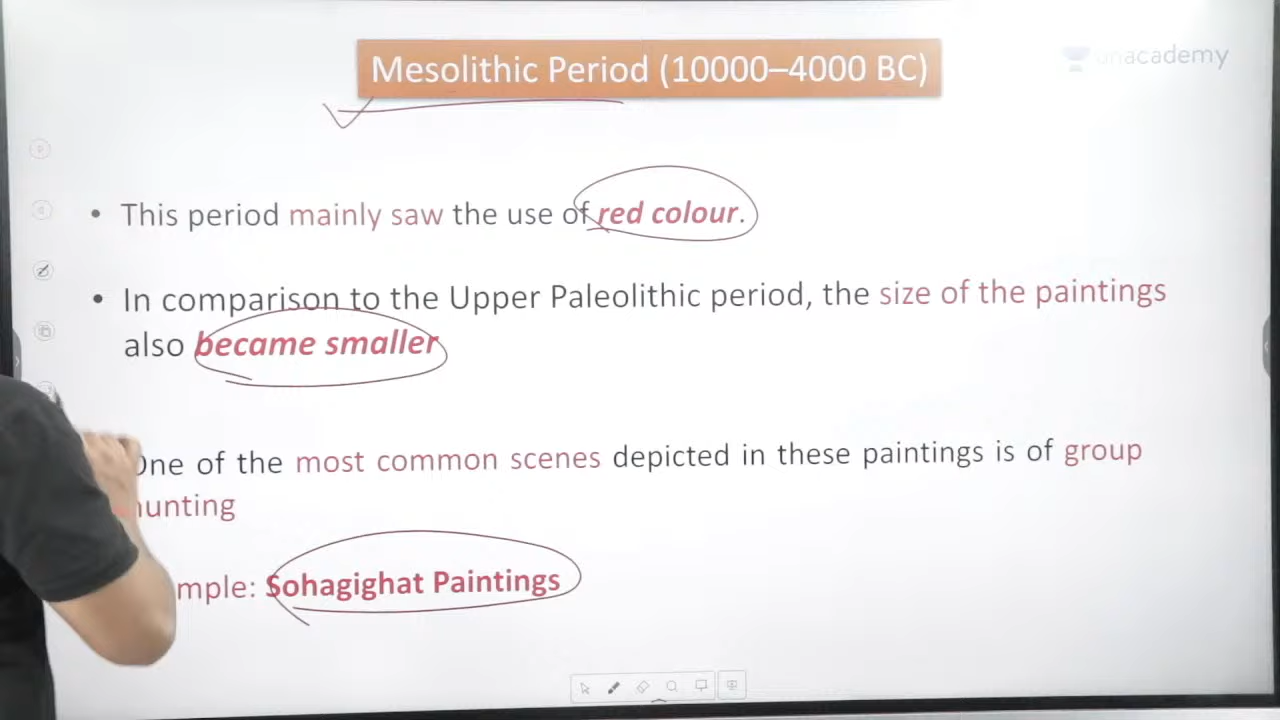 Mesolithic Period (10000–4000 BC)
unacademy
• This period mainly saw the use of red colour.
• In comparison to the Upper Paleolithic period, the size of the paintings
also became smaller
One of the most common scenes depicted in these paintings is of group
hunting
mple: Sohagighat Paintings